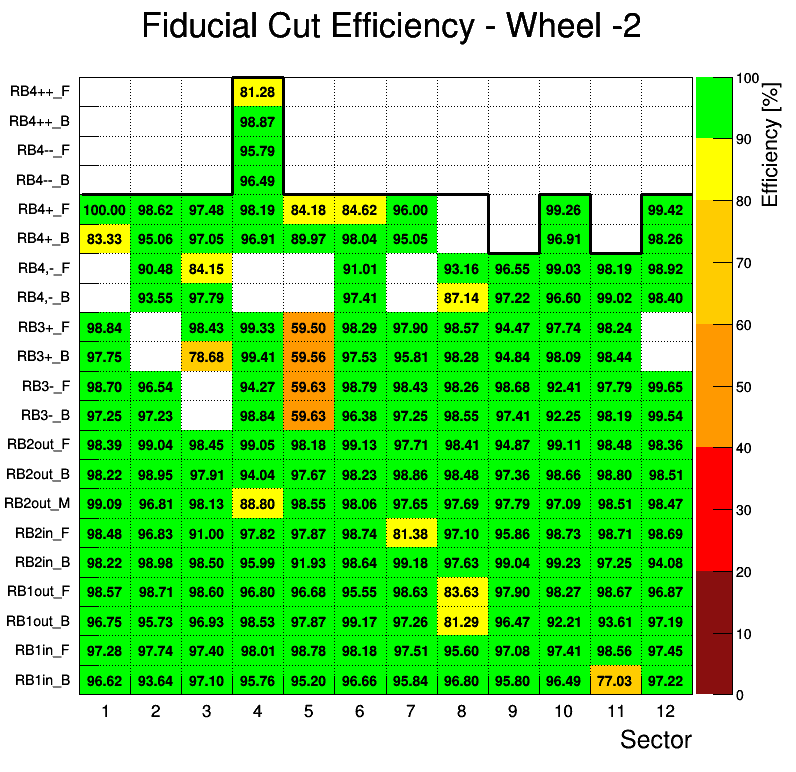 Fiducial Cut Efficiency - Wheel -2
RB4++_F 81.28
RB4++_B 98.87
RB4--_F 95.79
RB4--_B 96.49
RB4+_F 100.00 98.62 97.48 98.19 84.18 84.62 96.00 99.26 99.42
RB4+_B 83.33 95.06 97.05 96.91 89.97 98.04 95.05 96.91 98.26
RB4,-_F 90.48 84.15 91.01 93.16 96.55 99.03 98.19 98.92
RB4,-_B 93.55 97.79 97.41 87.14 97.22 96.60 99.02 98.40
RB3+_F 98.84 98.43 99.33 59.50 98.29 97.90 98.57 94.47 97.74 98.24
RB3+_B 97.75 78.68 99.41 59.56 97.53 95.81 98.28 94.84 98.09 98.44
RB3-_F 98.70 96.54 94.27 59.63 98.79 98.43 98.26 98.68 92.41 97.79 99.65
RB3-_B 97.25 97.23 98.84 59.63 96.38 97.25 98.55 97.41 92.25 98.19 99.54
RB2out_F 98.39 99.04 98.45 99.05 98.18 99.13 97.71 98.41 94.87 99.11 98.48 98.36
RB2out_B 98.22 98.95 97.91 94.04 97.67 98.23 98.86 98.48 97.36 98.66 98.80 98.51
RB2out_M 99.09 96.81 98.13 88.80 98.55 98.06 97.65 97.69 97.79 97.09 98.51 98.47
RB2in_F 98.48 96.83 91.00 97.82 97.87 98.74 81.38 97.10 95.86 98.73 98.71 98.69
RB2in_B 98.22 98.98 98.50 95.99 91.93 98.64 99.18 97.63 99.04 99.23 97.25 94.08
RB1out_F 98.57 98.71 98.60 96.80 96.68 95.55 98.63 83.63 97.90 98.27 98.67 96.87
RB1out_B 96.75 95.73 96.93 98.53 97.87 99.17 97.26 81.29 96.47 92.21 93.61 97.19
RB1in_F 97.28 97.74 97.40 98.01 98.78 98.18 97.51 95.60 97.08 97.41 98.56 97.45
RB1in_B 96.62 93.64 97.10 95.76 95.20 96.66 95.84 96.80 95.80 96.49 77.03 97.22
1 2 3 4 5 6 7 8 9 10 11 12
Sector
100
90
80
70
60
50
40
30
20
10
0
Efficiency [%]